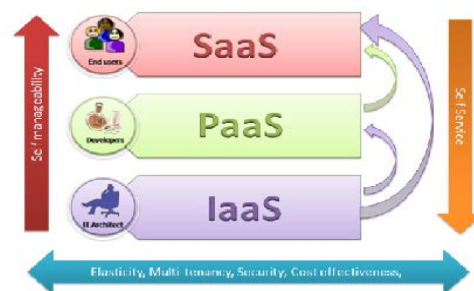 SaaS
End users
PaaS
Developers
IaaS
IT Architect
Self manageability
Self Service
Elasticity, Multi-tenancy, Security, Cost effectiveness,